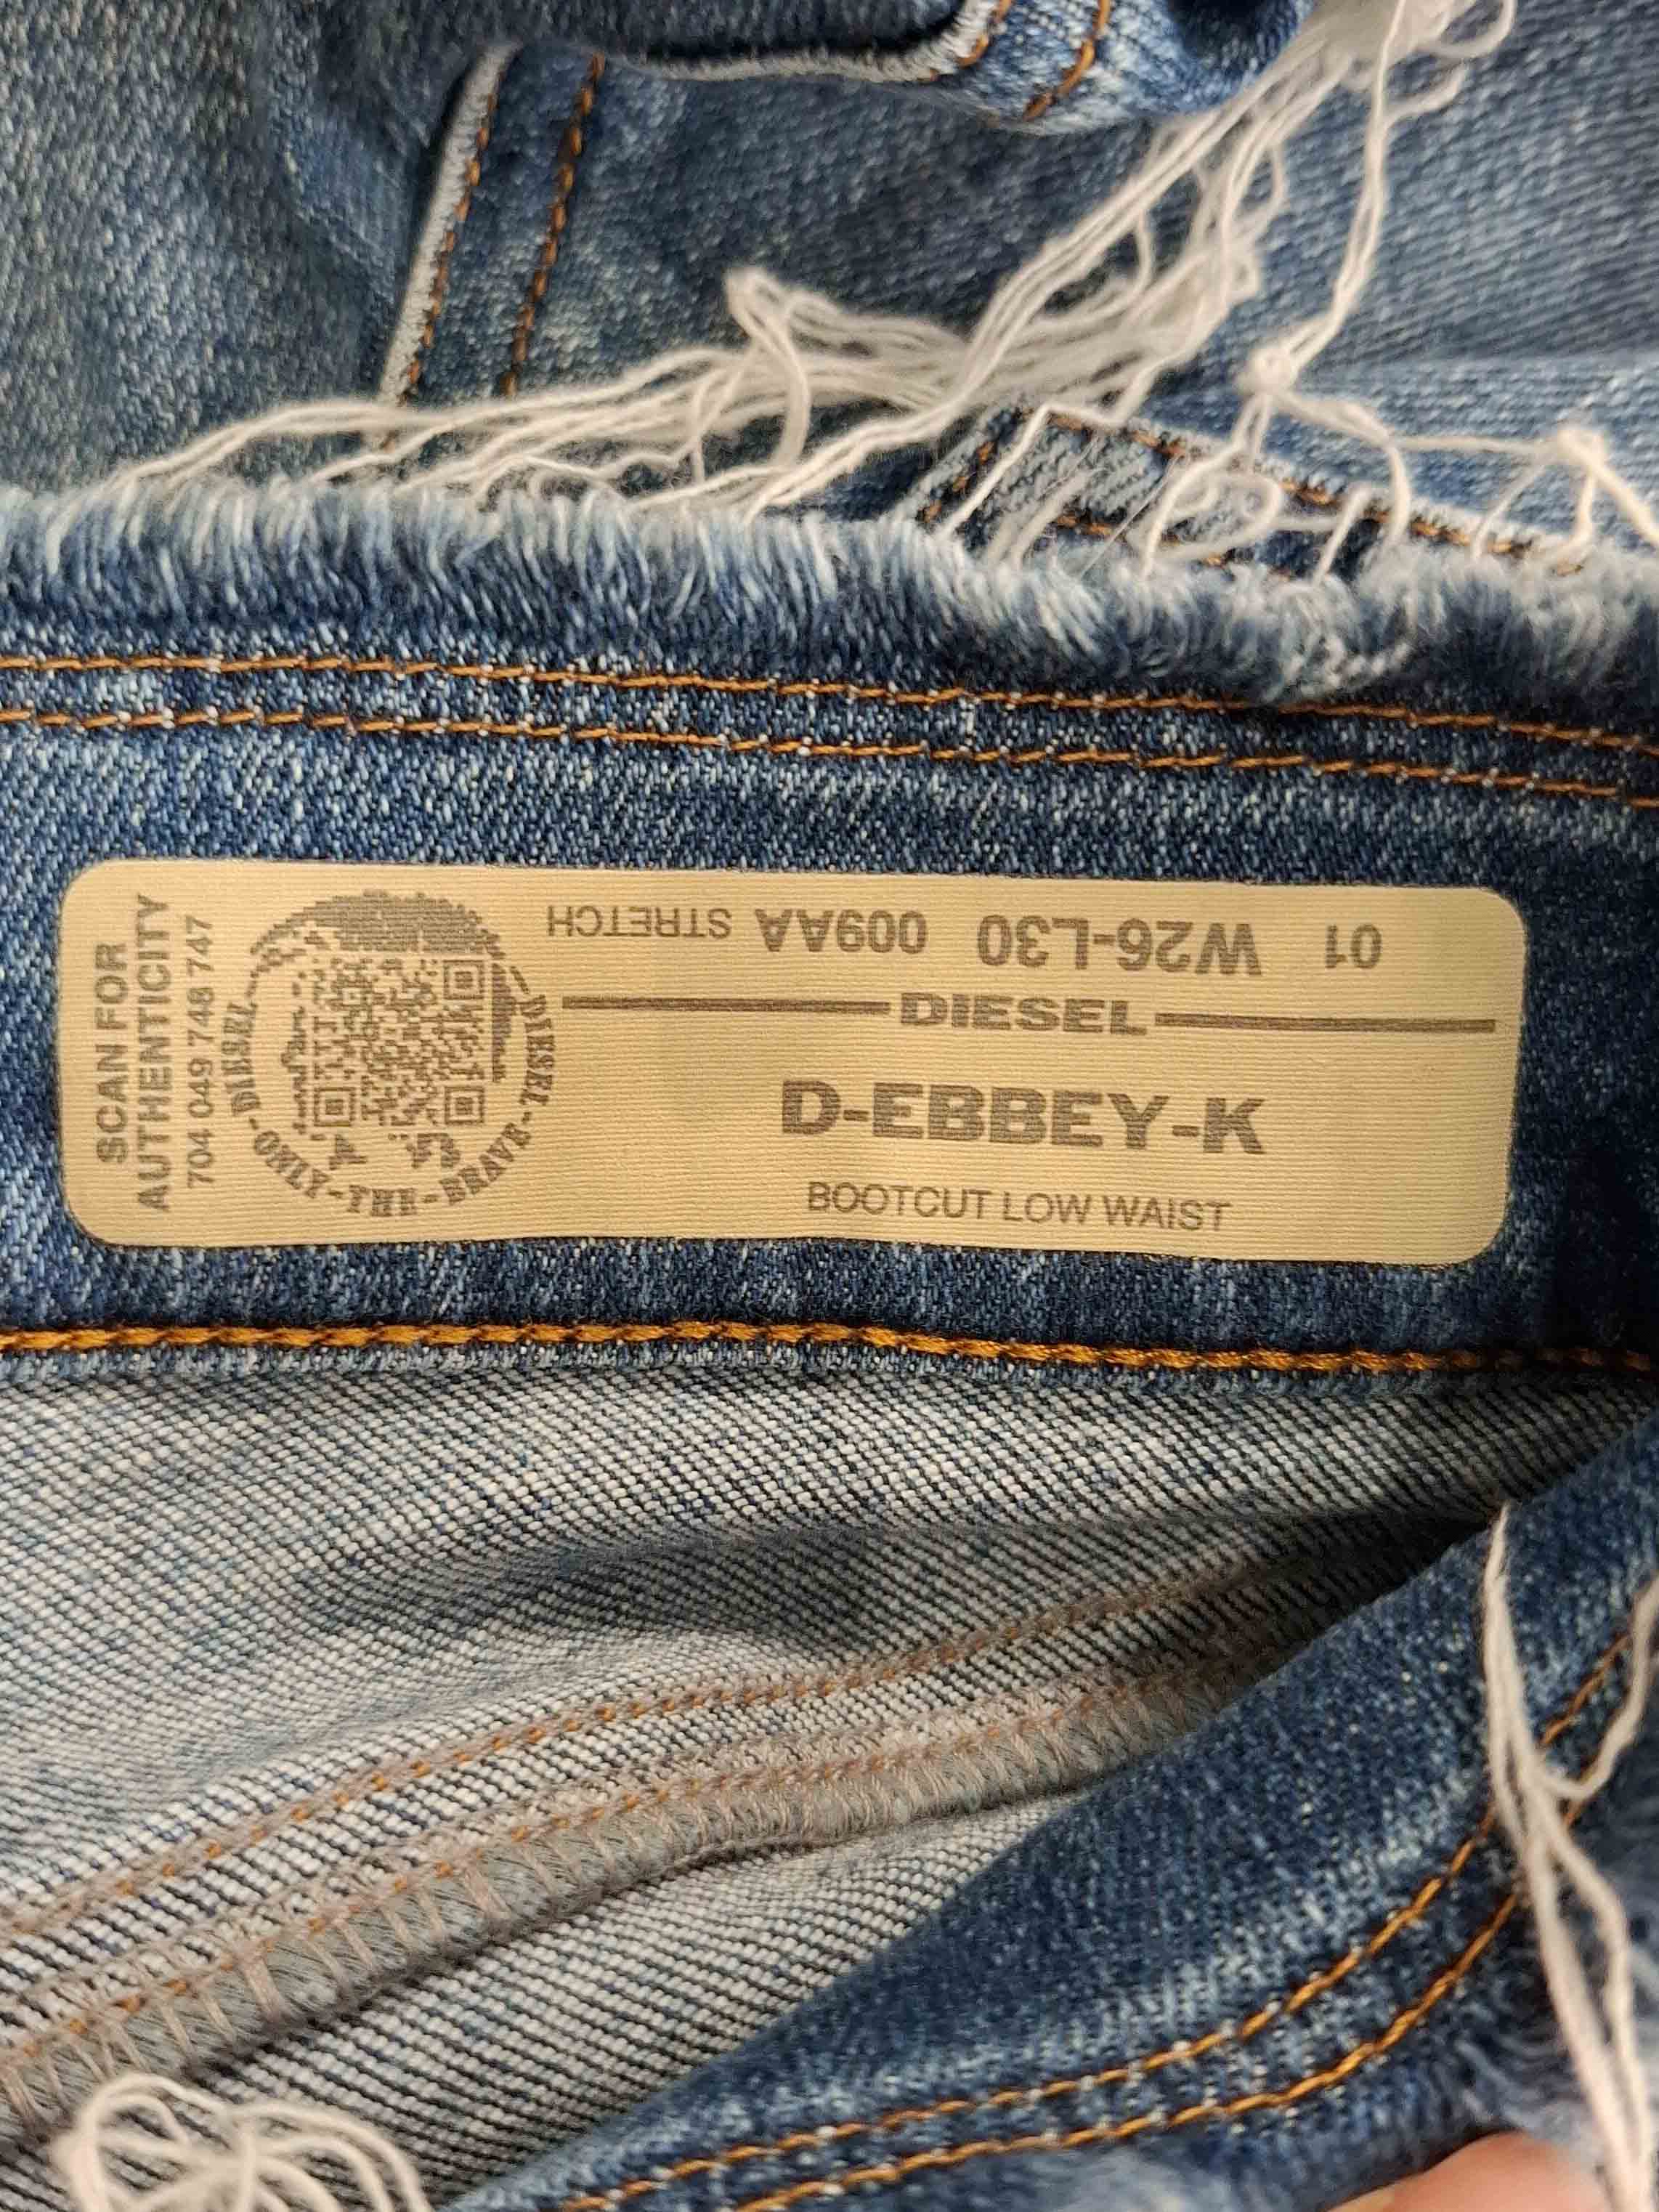 SCAN FOR
AUTHENTICITY
704 049 748 747
DIESEL-ONLY-THE-BRAVE-DIESEL
01 W26-L30 009AA STRETCH
DIESEL
D-EBBEY-K
BOOTCUT LOW WAIST